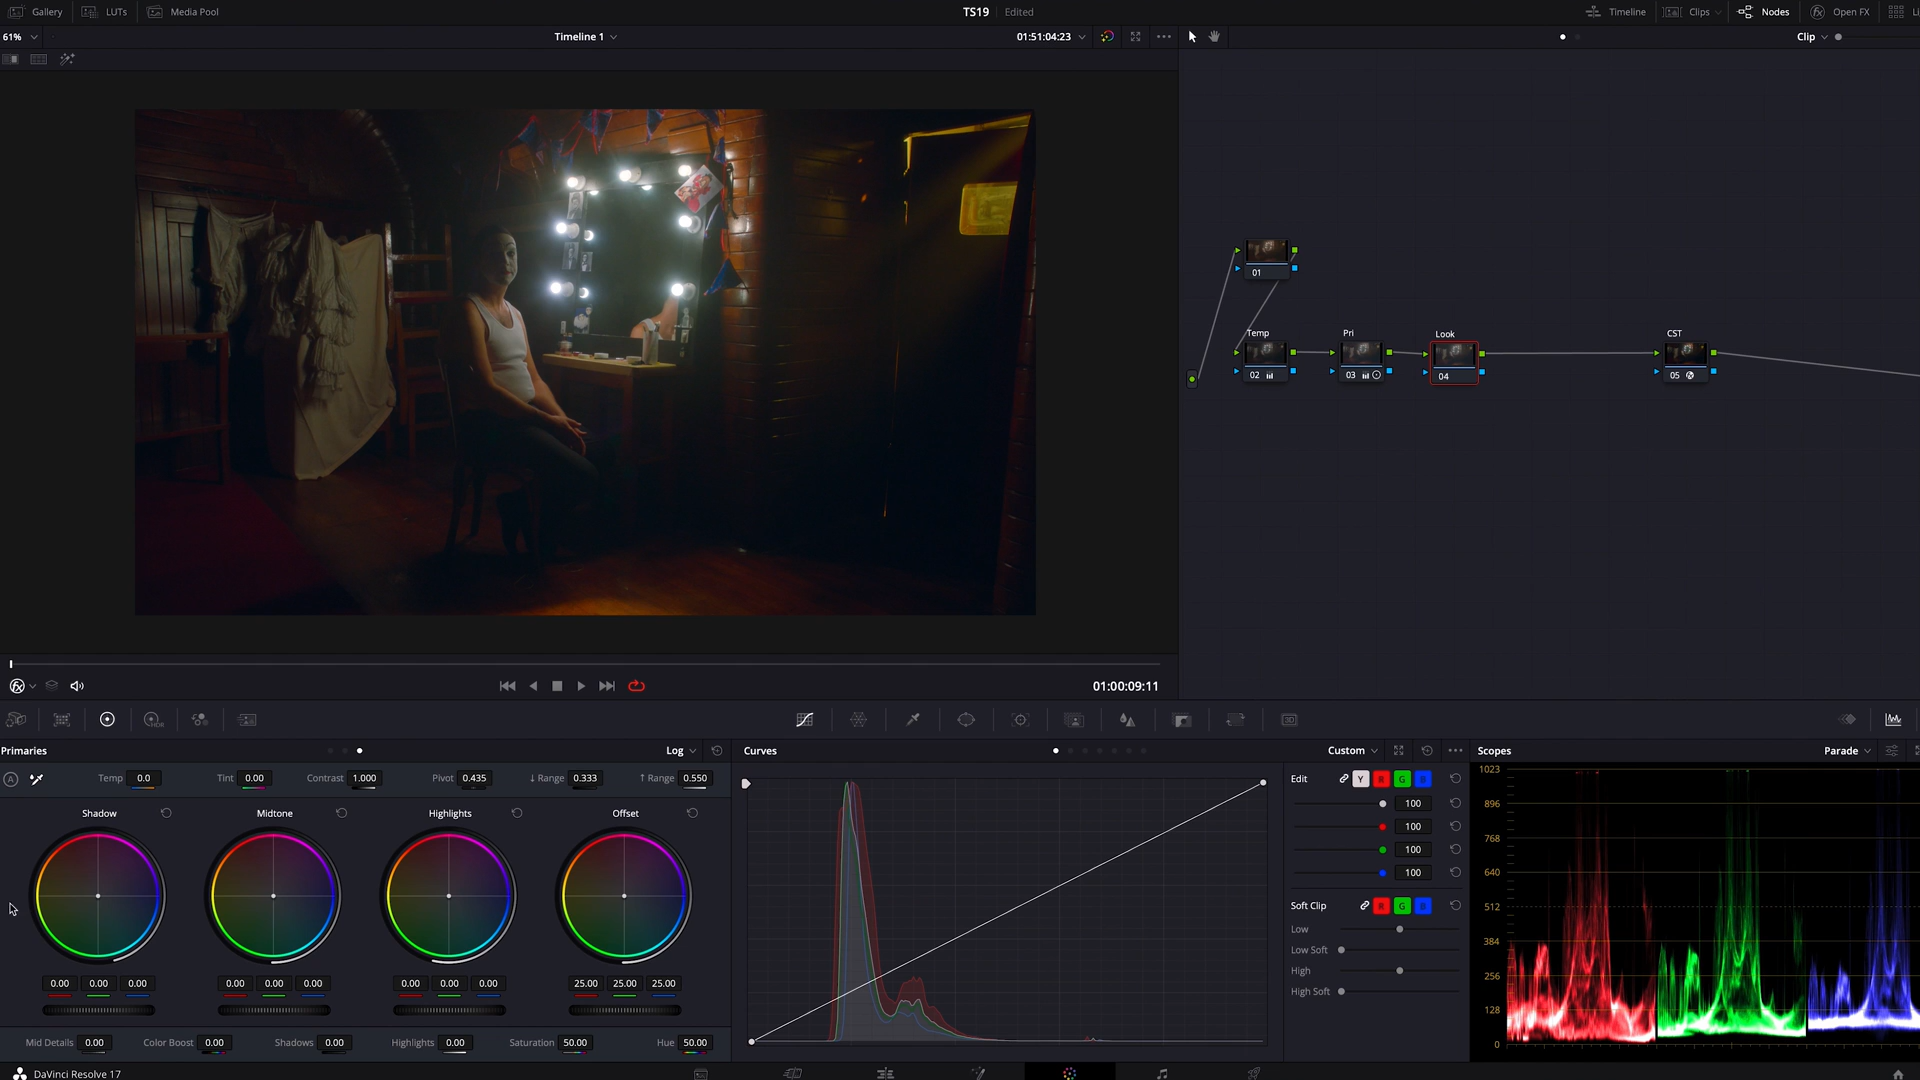 Gallery LUTs Media Pool TS19 Edited Timeline Clips Nodes Open FX Li
61% Timeline 1 01:51:04:23 Clip
01
Temp Pri Look CST
02 03 04 05
01:00:09:11
HDR 3D
Primaries Log Curves Custom Scopes Parade
A Temp 0.0 Tint 0.00 Contrast 1.000 Pivot 0.435 ↓ Range 0.333 ↑ Range 0.550
Shadow Midtone Highlights Offset
0.00 0.00 0.00 0.00 0.00 0.00 0.00 0.00 0.00 25.00 25.00 25.00
Mid Details 0.00 Color Boost 0.00 Shadows 0.00 Highlights 0.00 Saturation 50.00 Hue 50.00
Edit Y R G B
100
100
100
100
Soft Clip R G B
Low
Low Soft
High
High Soft
1023
896
768
640
512
384
256
128
0
DaVinci Resolve 17